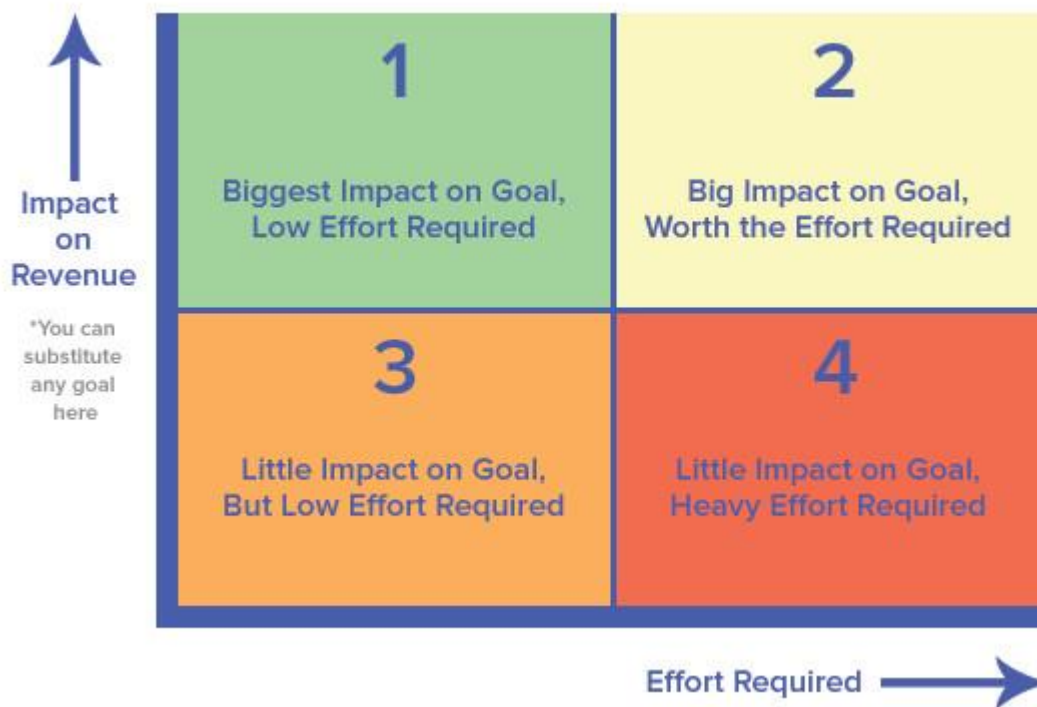 1
Biggest Impact on Goal,
Low Effort Required
2
Big Impact on Goal,
Worth the Effort Required
Impact
on
Revenue
*You can
substitute
any goal
here
3
Little Impact on Goal,
But Low Effort Required
4
Little Impact on Goal,
Heavy Effort Required
Effort Required